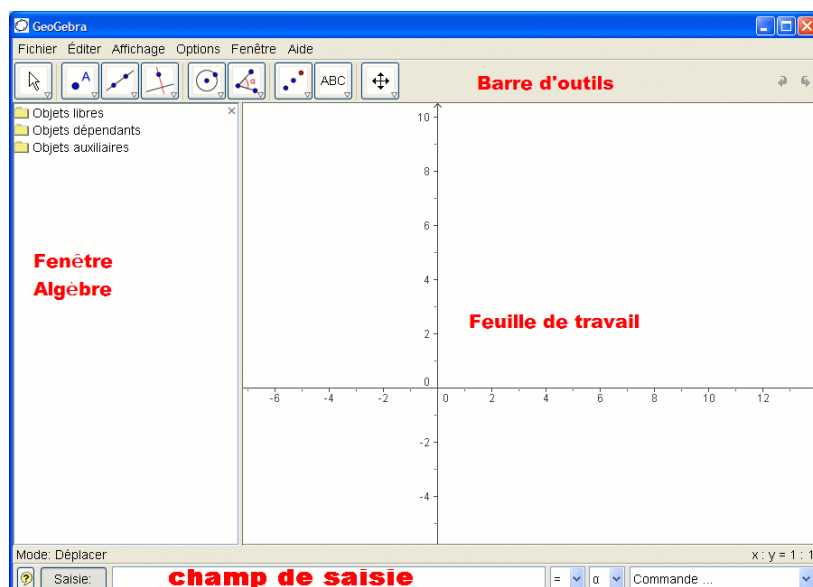 GeoGebra
Fichier Éditer Affichage Options Fenêtre Aide
A
α
ABC
Barre d'outils
Objets libres
Objets dépendants
Objets auxiliaires
Fenêtre
Algèbre
10
8
6
4
Feuille de travail
2
0
-6 -4 -2 0 2 4 6 8 10 12
-2
-4
Mode: Déplacer x : y = 1 : 1
? Saisie: champ de saisie = α Commande ...